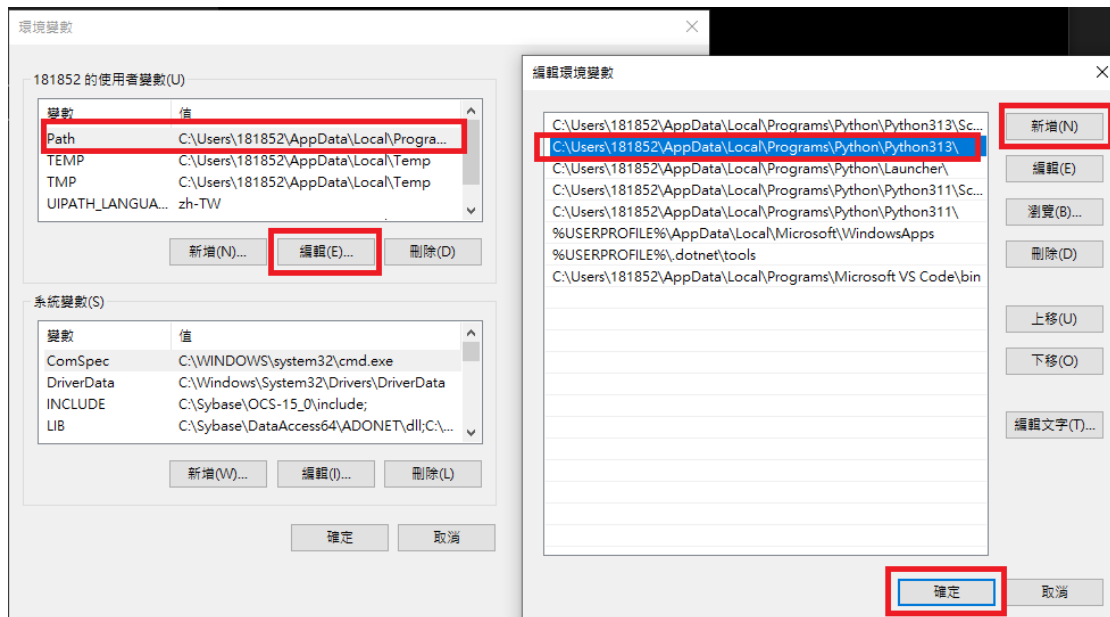 環境變數
181852 的使用者變數(U)
變數 值
Path C:\Users\181852\AppData\Local\Progra...
TEMP C:\Users\181852\AppData\Local\Temp
TMP C:\Users\181852\AppData\Local\Temp
UIPATH_LANGUA... zh-TW
新增(N)... 編輯(E)... 刪除(D)
系統變數(S)
變數 值
ComSpec C:\WINDOWS\system32\cmd.exe
DriverData C:\Windows\System32\Drivers\DriverData
INCLUDE C:\Sybase\OCS-15_0\include;
LIB C:\Sybase\DataAccess64\ADONET\dll;C:\...
新增(W)... 編輯(I)... 刪除(L)
確定 取消
編輯環境變數
C:\Users\181852\AppData\Local\Programs\Python\Python313\Sc...
C:\Users\181852\AppData\Local\Programs\Python\Python313\
C:\Users\181852\AppData\Local\Programs\Python\Launcher\
C:\Users\181852\AppData\Local\Programs\Python\Python311\Sc...
C:\Users\181852\AppData\Local\Programs\Python\Python311\
%USERPROFILE%\AppData\Local\Microsoft\WindowsApps
%USERPROFILE%\.dotnet\tools
C:\Users\181852\AppData\Local\Programs\Microsoft VS Code\bin
新增(N)
編輯(E)
瀏覽(B)...
刪除(D)
上移(U)
下移(O)
編輯文字(T)...
確定 取消